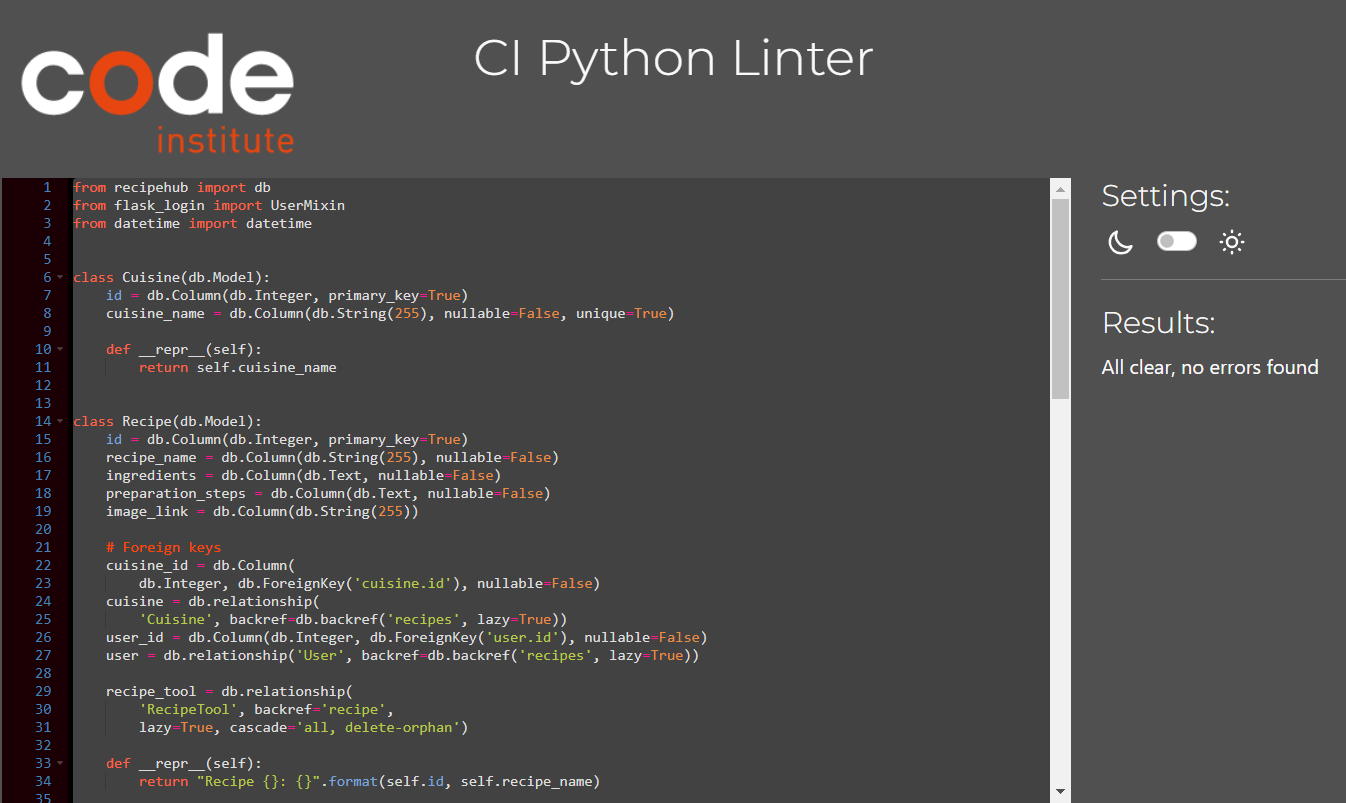 code
institute
CI Python Linter
1 from recipehub import db
2 from flask_login import UserMixin
3 from datetime import datetime
4
5
6 class Cuisine(db.Model):
7     id = db.Column(db.Integer, primary_key=True)
8     cuisine_name = db.Column(db.String(255), nullable=False, unique=True)
9
10     def __repr__(self):
11         return self.cuisine_name
12
13
14 class Recipe(db.Model):
15     id = db.Column(db.Integer, primary_key=True)
16     recipe_name = db.Column(db.String(255), nullable=False)
17     ingredients = db.Column(db.Text, nullable=False)
18     preparation_steps = db.Column(db.Text, nullable=False)
19     image_link = db.Column(db.String(255))
20
21     # Foreign keys
22     cuisine_id = db.Column(
23         db.Integer, db.ForeignKey('cuisine.id'), nullable=False)
24     cuisine = db.relationship(
25         'Cuisine', backref=db.backref('recipes', lazy=True))
26     user_id = db.Column(db.Integer, db.ForeignKey('user.id'), nullable=False)
27     user = db.relationship('User', backref=db.backref('recipes', lazy=True))
28
29     recipe_tool = db.relationship(
30         'RecipeTool', backref='recipe',
31         lazy=True, cascade='all, delete-orphan')
32
33     def __repr__(self):
34         return "Recipe {}: {}".format(self.id, self.recipe_name)
35
Settings:
Results:
All clear, no errors found